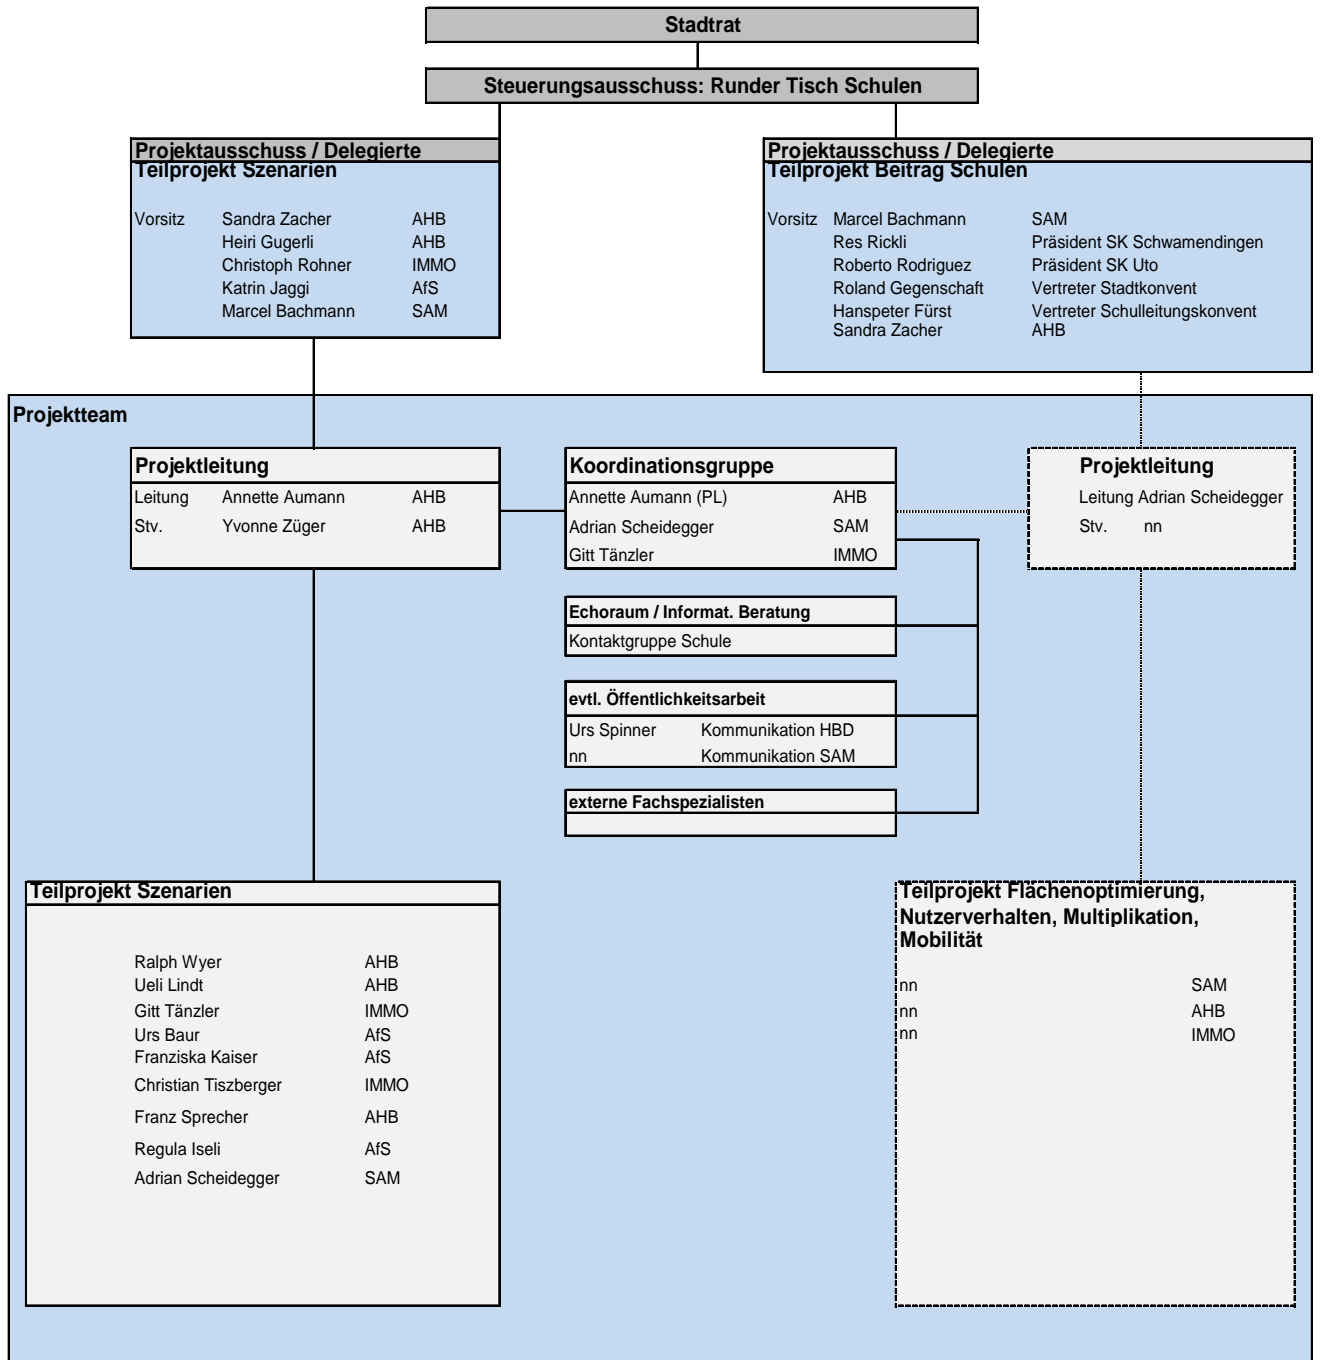 Stadtrat
Steuerungsausschuss: Runder Tisch Schulen
Projektausschuss / Delegierte
Teilprojekt Szenarien
Vorsitz Sandra Zacher AHB
Heiri Gugerli AHB
Christoph Rohner IMMO
Katrin Jaggi AfS
Marcel Bachmann SAM
Projektausschuss / Delegierte
Teilprojekt Beitrag Schulen
Vorsitz Marcel Bachmann SAM
Res Rickli Präsident SK Schwamendingen
Roberto Rodriguez Präsident SK Uto
Roland Gegenschaft Vertreter Stadtkonvent
Hanspeter Fürst Vertreter Schulleitungskonvent
Sandra Zacher AHB
Projektteam
Projektleitung
Leitung Annette Aumann AHB
Stv. Yvonne Züger AHB
Koordinationsgruppe
Annette Aumann (PL) AHB
Adrian Scheidegger SAM
Gitt Tänzler IMMO
Projektleitung
Leitung Adrian Scheidegger
Stv. nn
Echoraum / Informat. Beratung
Kontaktgruppe Schule
evtl. Öffentlichkeitsarbeit
Urs Spinner Kommunikation HBD
nn Kommunikation SAM
externe Fachspezialisten
Teilprojekt Szenarien
Ralph Wyer AHB
Ueli Lindt AHB
Gitt Tänzler IMMO
Urs Baur AfS
Franziska Kaiser AfS
Christian Tiszberger IMMO
Franz Sprecher AHB
Regula Iseli AfS
Adrian Scheidegger SAM
Teilprojekt Flächenoptimierung,
Nutzerverhalten, Multiplikation,
Mobilität
nn SAM
nn AHB
nn IMMO